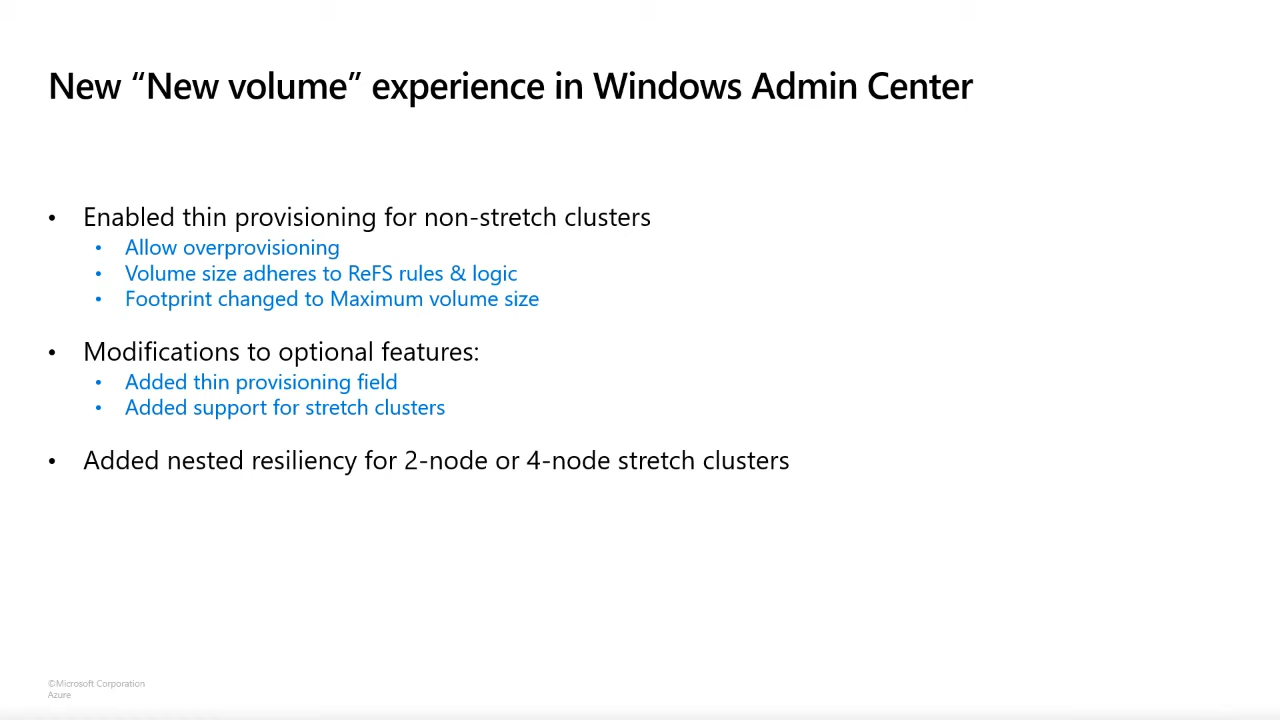 New “New volume” experience in Windows Admin Center
• Enabled thin provisioning for non-stretch clusters
• Allow overprovisioning
• Volume size adheres to ReFS rules & logic
• Footprint changed to Maximum volume size
• Modifications to optional features:
• Added thin provisioning field
• Added support for stretch clusters
• Added nested resiliency for 2-node or 4-node stretch clusters
©Microsoft Corporation
Azure